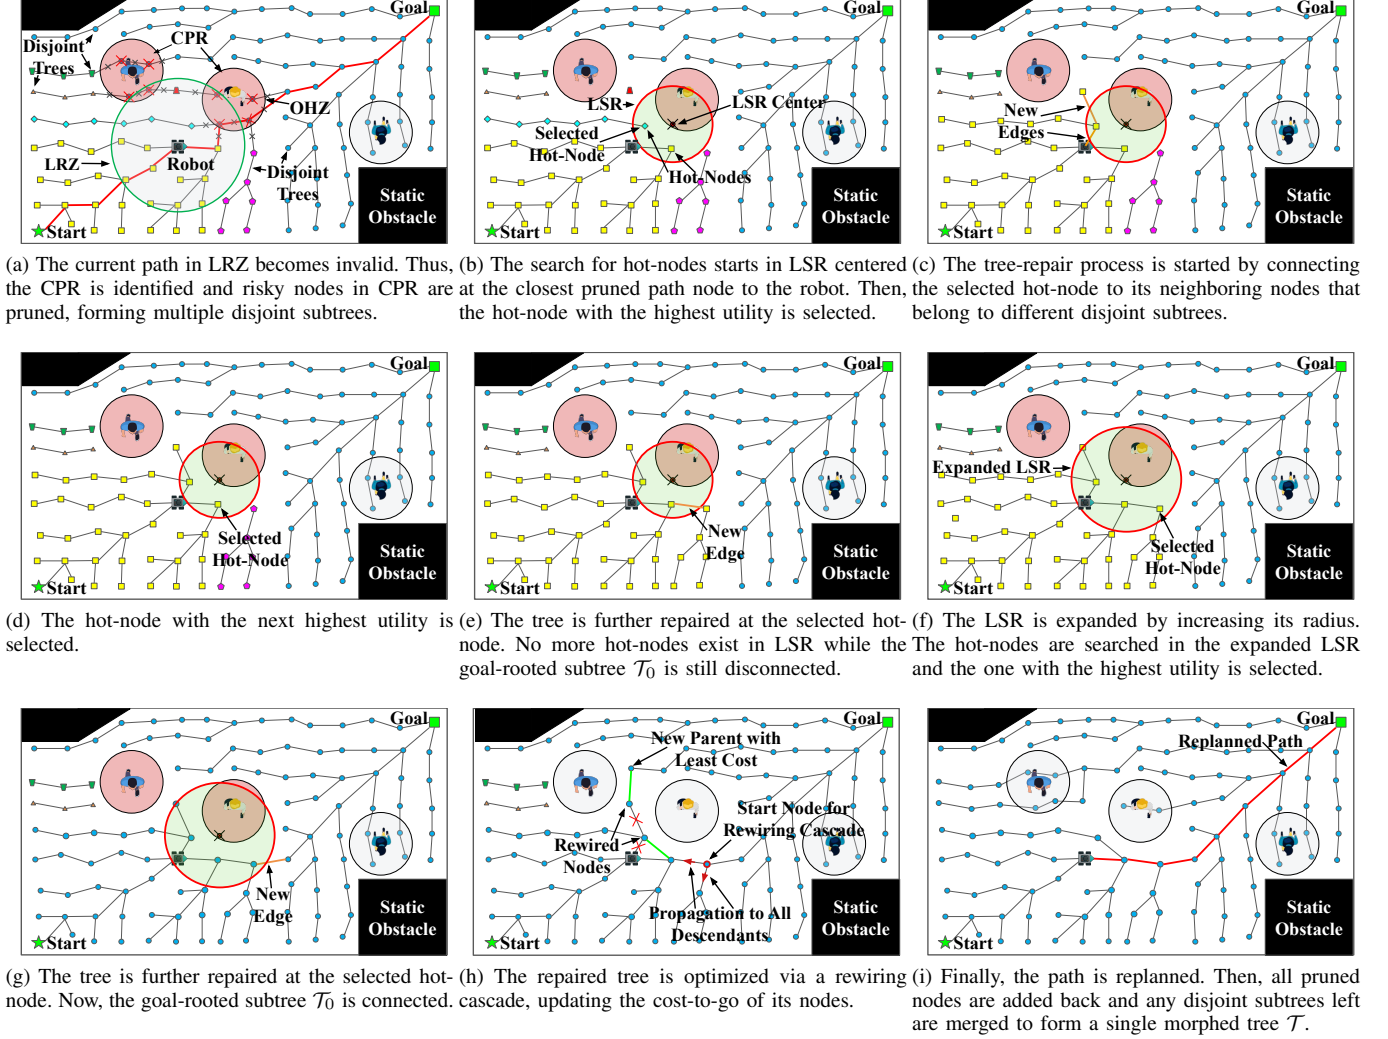 Goal
Disjoint
Trees
CPR
OHZ
LRZ
Robot
Disjoint
Trees
Static
Obstacle
Start
(a) The current path in LRZ becomes invalid. Thus,
the CPR is identified and risky nodes in CPR are
pruned, forming multiple disjoint subtrees.
Goal
LSR
LSR Center
Selected
Hot-Node
Hot-Nodes
Static
Obstacle
Start
(b) The search for hot-nodes starts in LSR centered
at the closest pruned path node to the robot. Then,
the hot-node with the highest utility is selected.
Goal
New
Edges
Static
Obstacle
Start
(c) The tree-repair process is started by connecting
the selected hot-node to its neighboring nodes that
belong to different disjoint subtrees.
Goal
Selected
Hot-Node
Static
Obstacle
Start
(d) The hot-node with the next highest utility is
selected.
Goal
New
Edge
Static
Obstacle
Start
(e) The tree is further repaired at the selected hot-
node. No more hot-nodes exist in LSR while the
goal-rooted subtree 𝒯₀ is still disconnected.
Goal
Expanded LSR
Selected
Hot-Node
Static
Obstacle
Start
(f) The LSR is expanded by increasing its radius.
The hot-nodes are searched in the expanded LSR
and the one with the highest utility is selected.
Goal
New
Edge
Static
Obstacle
Start
(g) The tree is further repaired at the selected hot-
node. Now, the goal-rooted subtree 𝒯₀ is connected.
Goal
New Parent with
Least Cost
Start Node for
Rewiring Cascade
Rewired
Nodes
Propagation to All
Descendants
Static
Obstacle
Start
(h) The repaired tree is optimized via a rewiring
cascade, updating the cost-to-go of its nodes.
Goal
Replanned Path
Static
Obstacle
Start
(i) Finally, the path is replanned. Then, all pruned
nodes are added back and any disjoint subtrees left
are merged to form a single morphed tree 𝒯.